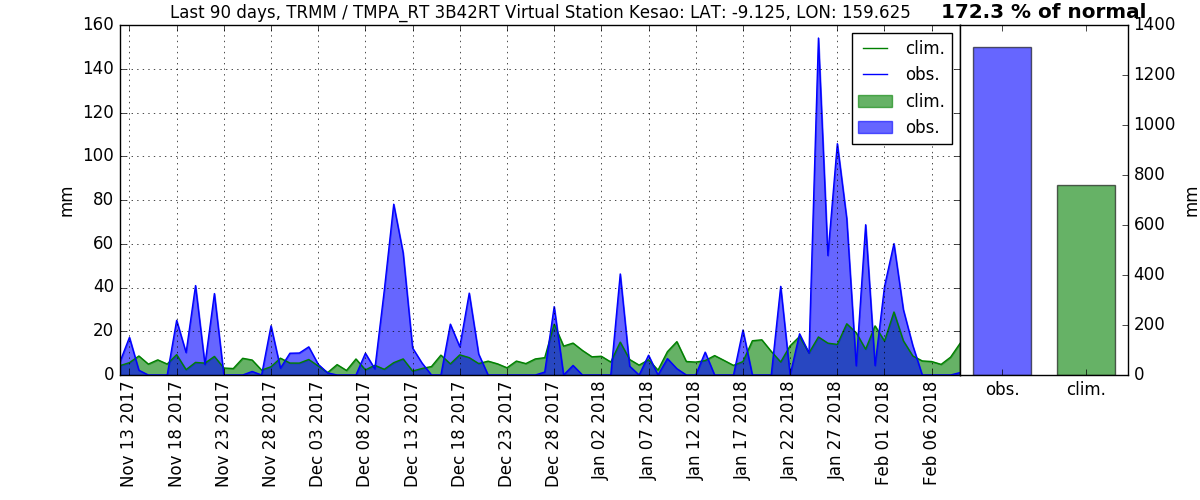 Last 90 days, TRMM / TMPA_RT 3B42RT Virtual Station Kesao: LAT: -9.125, LON: 159.625
172.3 % of normal
160
140
120
100
80
60
40
20
0
mm
clim.
obs.
clim.
obs.
1400
1200
1000
800
600
400
200
0
mm
obs.
clim.
Nov 13 2017
Nov 18 2017
Nov 23 2017
Nov 28 2017
Dec 03 2017
Dec 08 2017
Dec 13 2017
Dec 18 2017
Dec 23 2017
Dec 28 2017
Jan 02 2018
Jan 07 2018
Jan 12 2018
Jan 17 2018
Jan 22 2018
Jan 27 2018
Feb 01 2018
Feb 06 2018